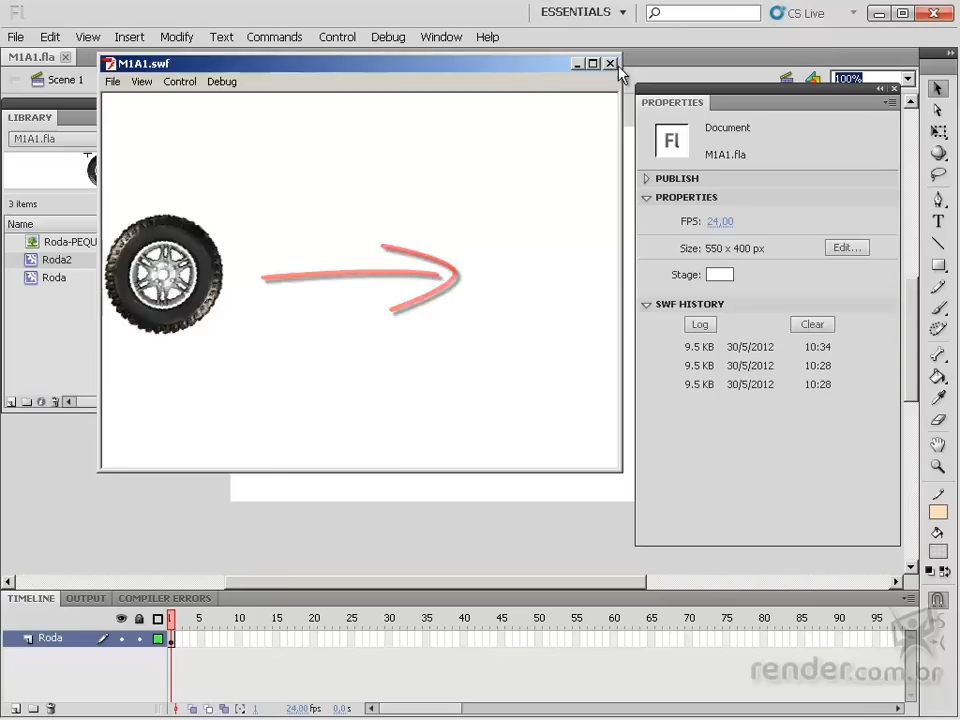 Fl
ESSENTIALS
CS Live
File Edit View Insert Modify Text Commands Control Debug Window Help
M1A1.fla
Scene 1
100%
M1A1.swf
File View Control Debug
LIBRARY
M1A1.fla
3 items
Name
Roda-PEQU
Roda2
Roda
PROPERTIES
Fl
Document
M1A1.fla
PUBLISH
PROPERTIES
FPS: 24,00
Size: 550 x 400 px
Edit...
Stage:
SWF HISTORY
Log
Clear
9.5 KB 30/5/2012 10:34
9.5 KB 30/5/2012 10:28
9.5 KB 30/5/2012 10:28
TIMELINE OUTPUT COMPILER ERRORS
1 5 10 15 20 25 30 35 40 45 50 55 60 65 70 75 80 85 90 95
Roda
render.com.br
1 24,00 fps 0,0 s